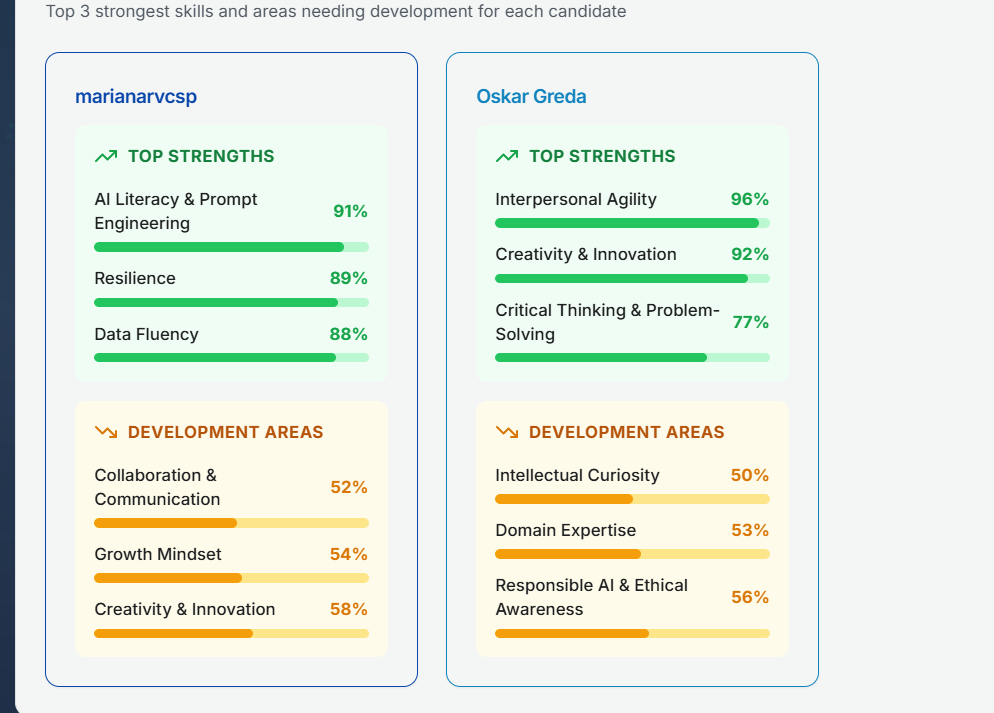 Top 3 strongest skills and areas needing development for each candidate
marianarvcsp
TOP STRENGTHS
AI Literacy & Prompt
Engineering
91%
Resilience 89%
Data Fluency 88%
DEVELOPMENT AREAS
Collaboration &
Communication
52%
Growth Mindset 54%
Creativity & Innovation 58%
Oskar Greda
TOP STRENGTHS
Interpersonal Agility 96%
Creativity & Innovation 92%
Critical Thinking & Problem-
Solving
77%
DEVELOPMENT AREAS
Intellectual Curiosity 50%
Domain Expertise 53%
Responsible AI & Ethical
Awareness
56%